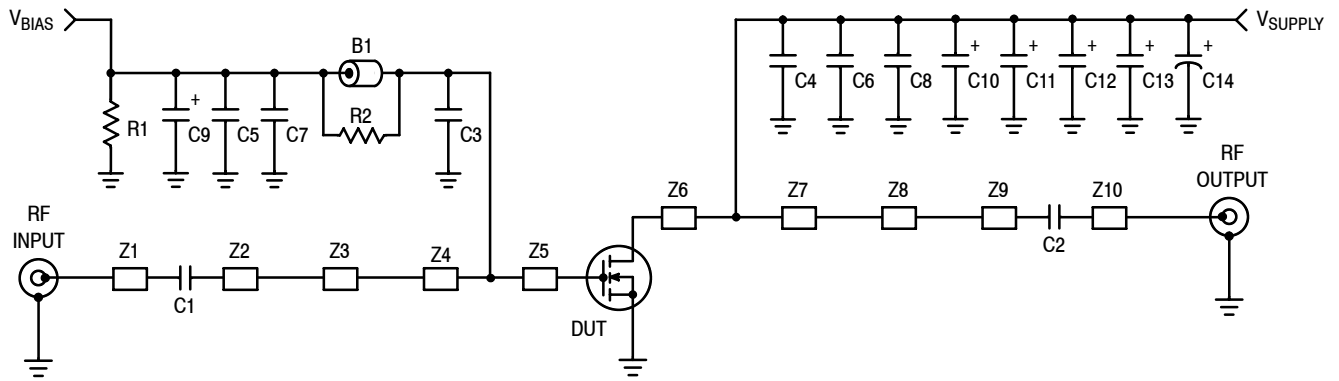 VBIAS
B1
VSUPPLY
+
+
+
+
+
+
C4
C6
C8
C10
C11
C12
C13
C14
R1
C9
C5
C7
R2
C3
RF
INPUT
Z1
Z2
Z3
Z4
Z5
C1
DUT
Z6
Z7
Z8
Z9
Z10
C2
RF
OUTPUT